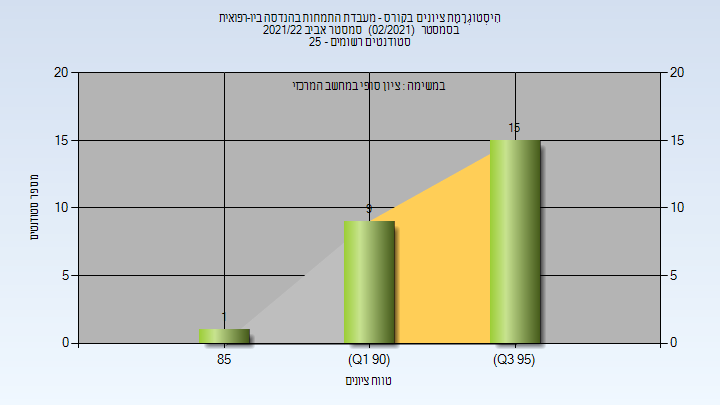 היסטוגרמת ציונים בקורס - מעבדת התמחות בהנדסה ביו-רפואית
בסמסטר (02/2021) סמסטר אביב 2021/22
סטודנטים רשומים - 25
במשימה : ציון סופי במחשב המרכזי
20
15
10
5
0
20
15
10
5
0
מספר סטודנטים
1
9
15
85
(Q1 90)
(Q3 95)
טווח ציונים